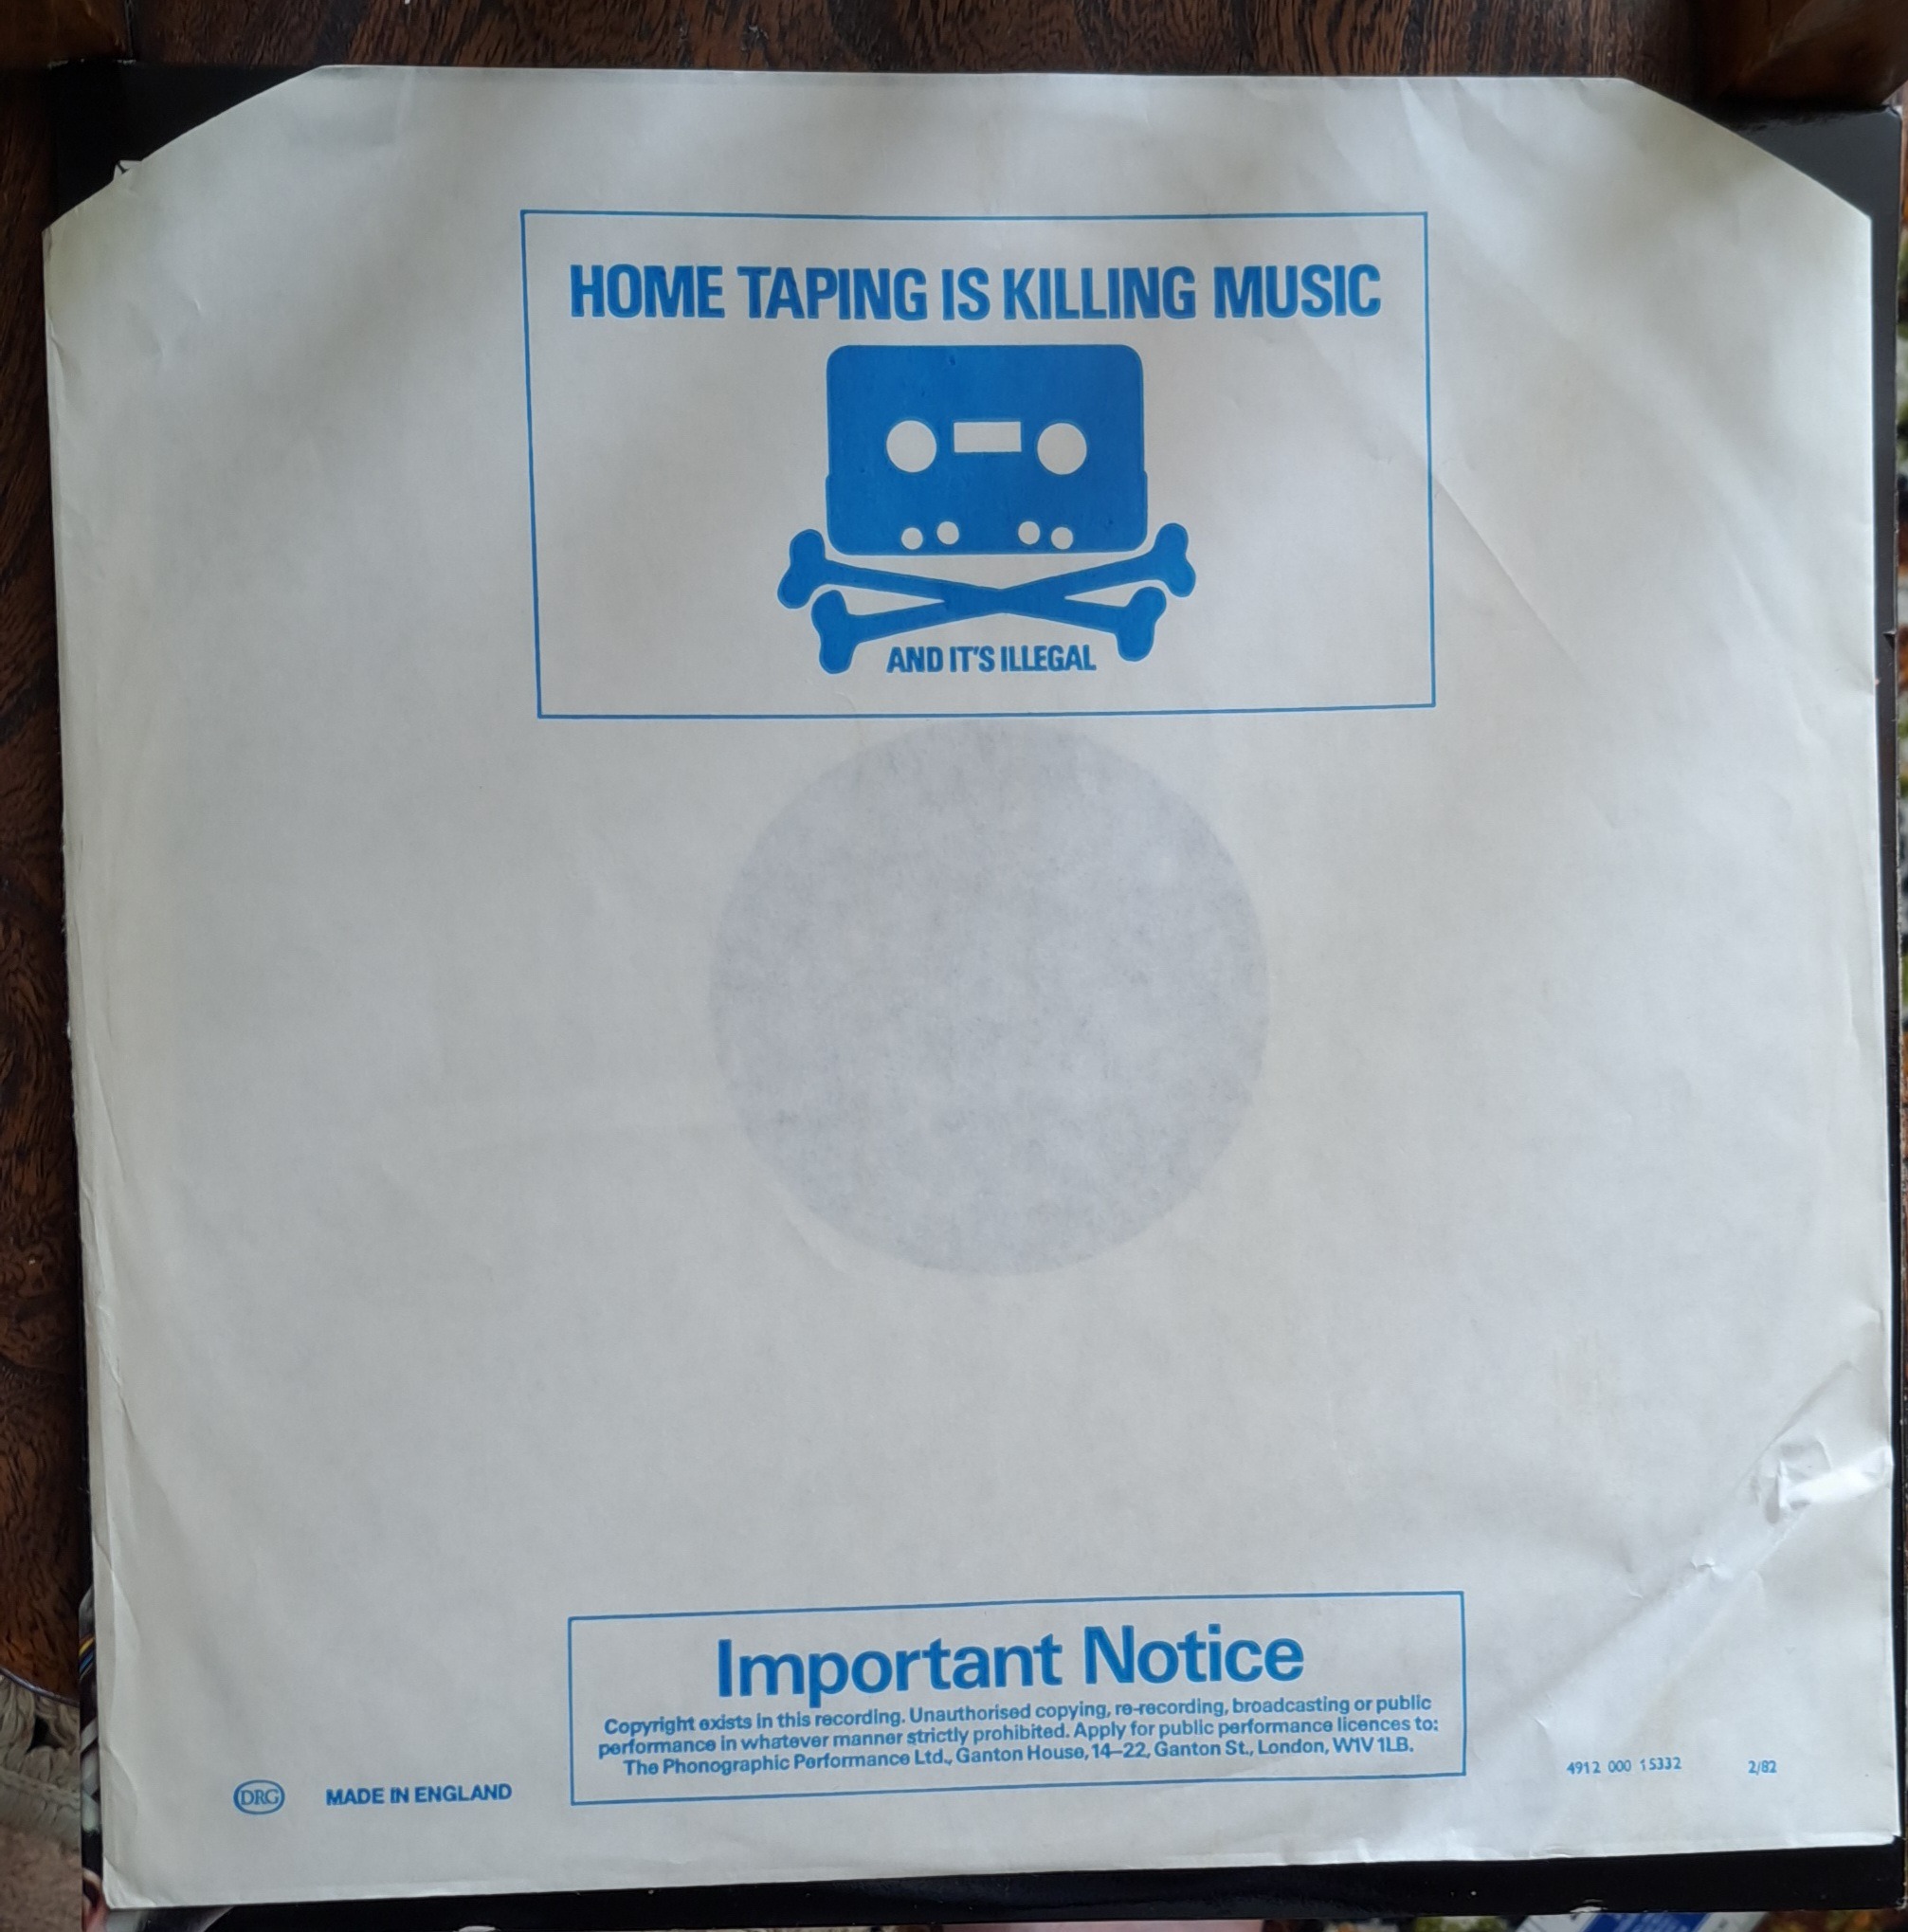 HOME TAPING IS KILLING MUSIC
AND IT'S ILLEGAL
Important Notice
Copyright exists in this recording. Unauthorised copying, re-recording, broadcasting or public
performance in whatever manner strictly prohibited. Apply for public performance licences to:
The Phonographic Performance Ltd., Ganton House, 14–22, Ganton St., London, W1V 1LB.
DRG MADE IN ENGLAND
4912 000 15332 2/82